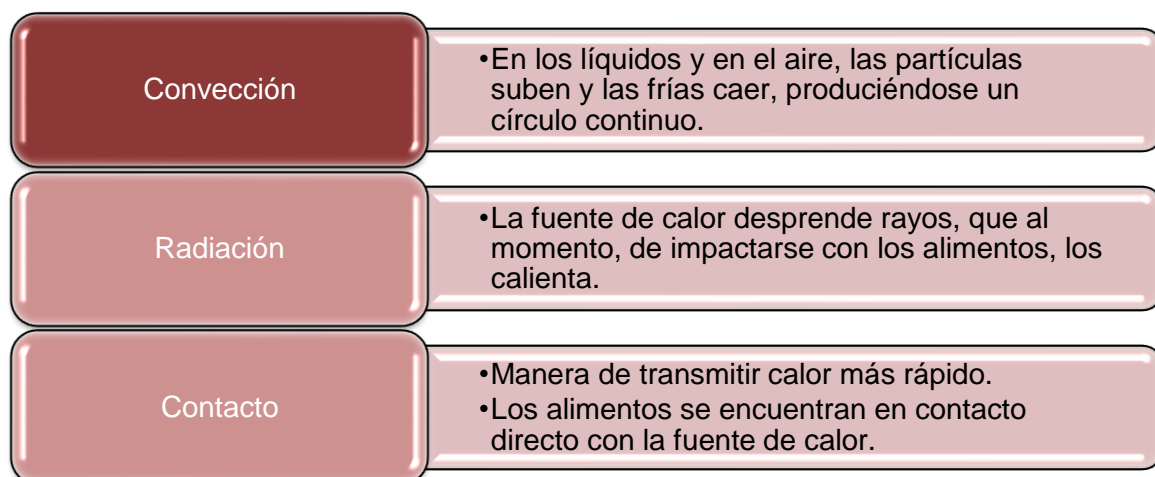 Convección
•En los líquidos y en el aire, las partículas
suben y las frías caer, produciéndose un
círculo continuo.
Radiación
•La fuente de calor desprende rayos, que al
momento, de impactarse con los alimentos, los
calienta.
Contacto
•Manera de transmitir calor más rápido.
•Los alimentos se encuentran en contacto
directo con la fuente de calor.